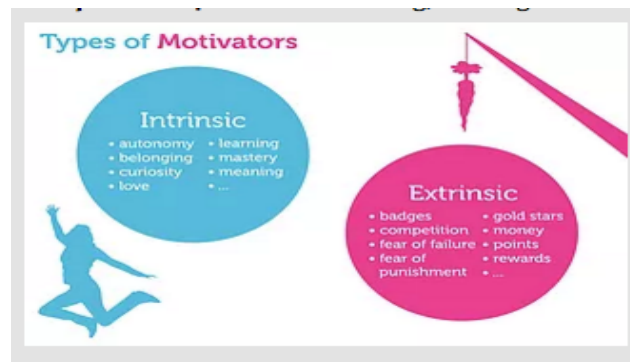 Types of Motivators
Intrinsic
• autonomy
• belonging
• curiosity
• love
• learning
• mastery
• meaning
• ...
Extrinsic
• badges
• competition
• fear of failure
• fear of
punishment
• gold stars
• money
• points
• rewards
• ...